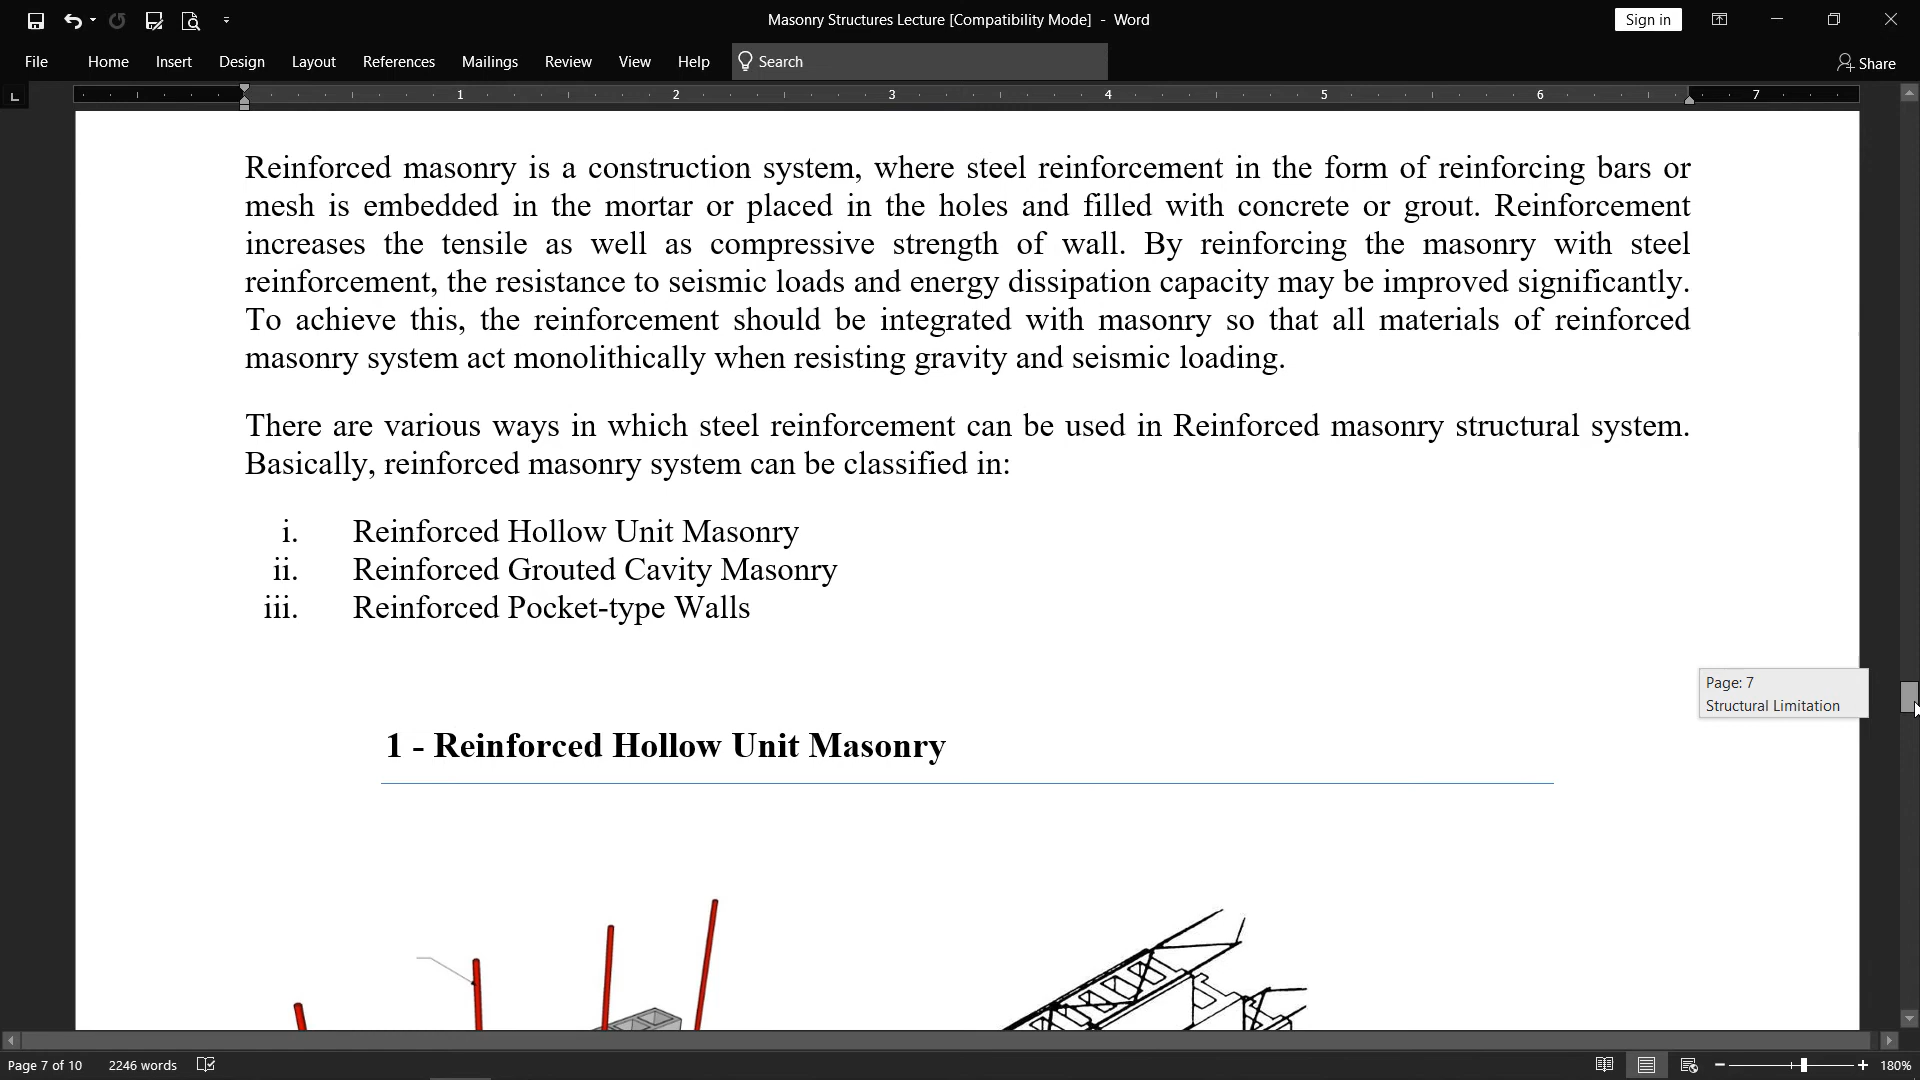 Masonry Structures Lecture [Compatibility Mode] - Word
Sign in
File Home Insert Design Layout References Mailings Review View Help Search Share
1 2 3 4 5 6 7
Reinforced masonry is a construction system, where steel reinforcement in the form of reinforcing bars or
mesh is embedded in the mortar or placed in the holes and filled with concrete or grout. Reinforcement
increases the tensile as well as compressive strength of wall. By reinforcing the masonry with steel
reinforcement, the resistance to seismic loads and energy dissipation capacity may be improved significantly.
To achieve this, the reinforcement should be integrated with masonry so that all materials of reinforced
masonry system act monolithically when resisting gravity and seismic loading.
There are various ways in which steel reinforcement can be used in Reinforced masonry structural system.
Basically, reinforced masonry system can be classified in:
i. Reinforced Hollow Unit Masonry
ii. Reinforced Grouted Cavity Masonry
iii. Reinforced Pocket-type Walls
Page: 7
Structural Limitation
1 - Reinforced Hollow Unit Masonry
Page 7 of 10 2246 words 180%